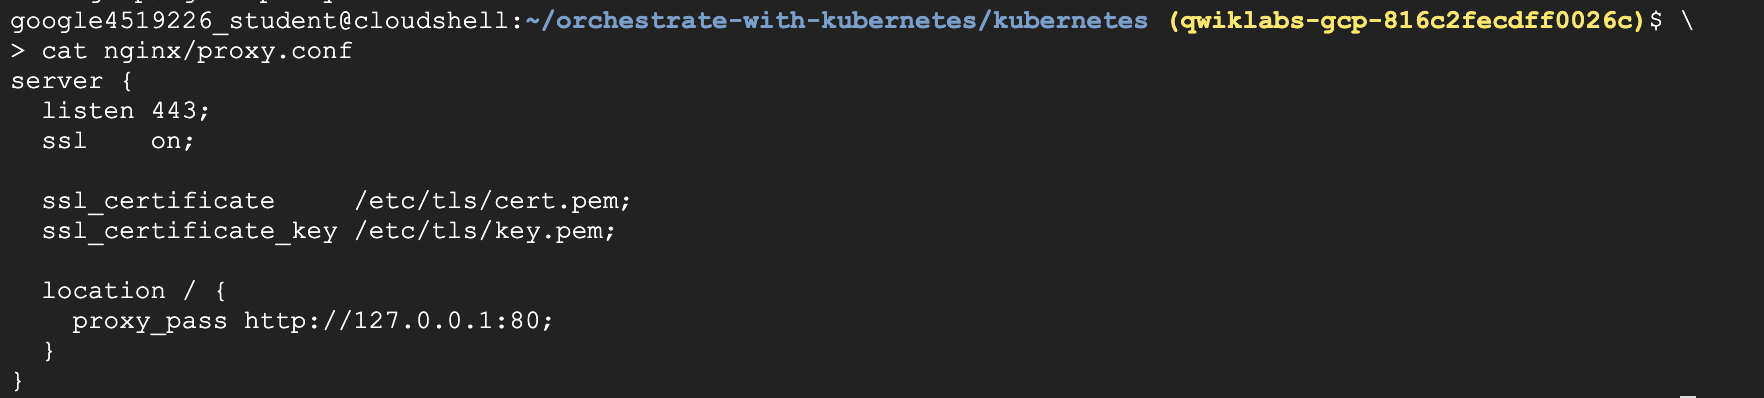 google4519226_student@cloudshell:~/orchestrate-with-kubernetes/kubernetes (qwiklabs-gcp-816c2fecdff0026c)$ \
> cat nginx/proxy.conf
server {
  listen 443;
  ssl    on;

  ssl_certificate     /etc/tls/cert.pem;
  ssl_certificate_key /etc/tls/key.pem;

  location / {
    proxy_pass http://127.0.0.1:80;
  }
}